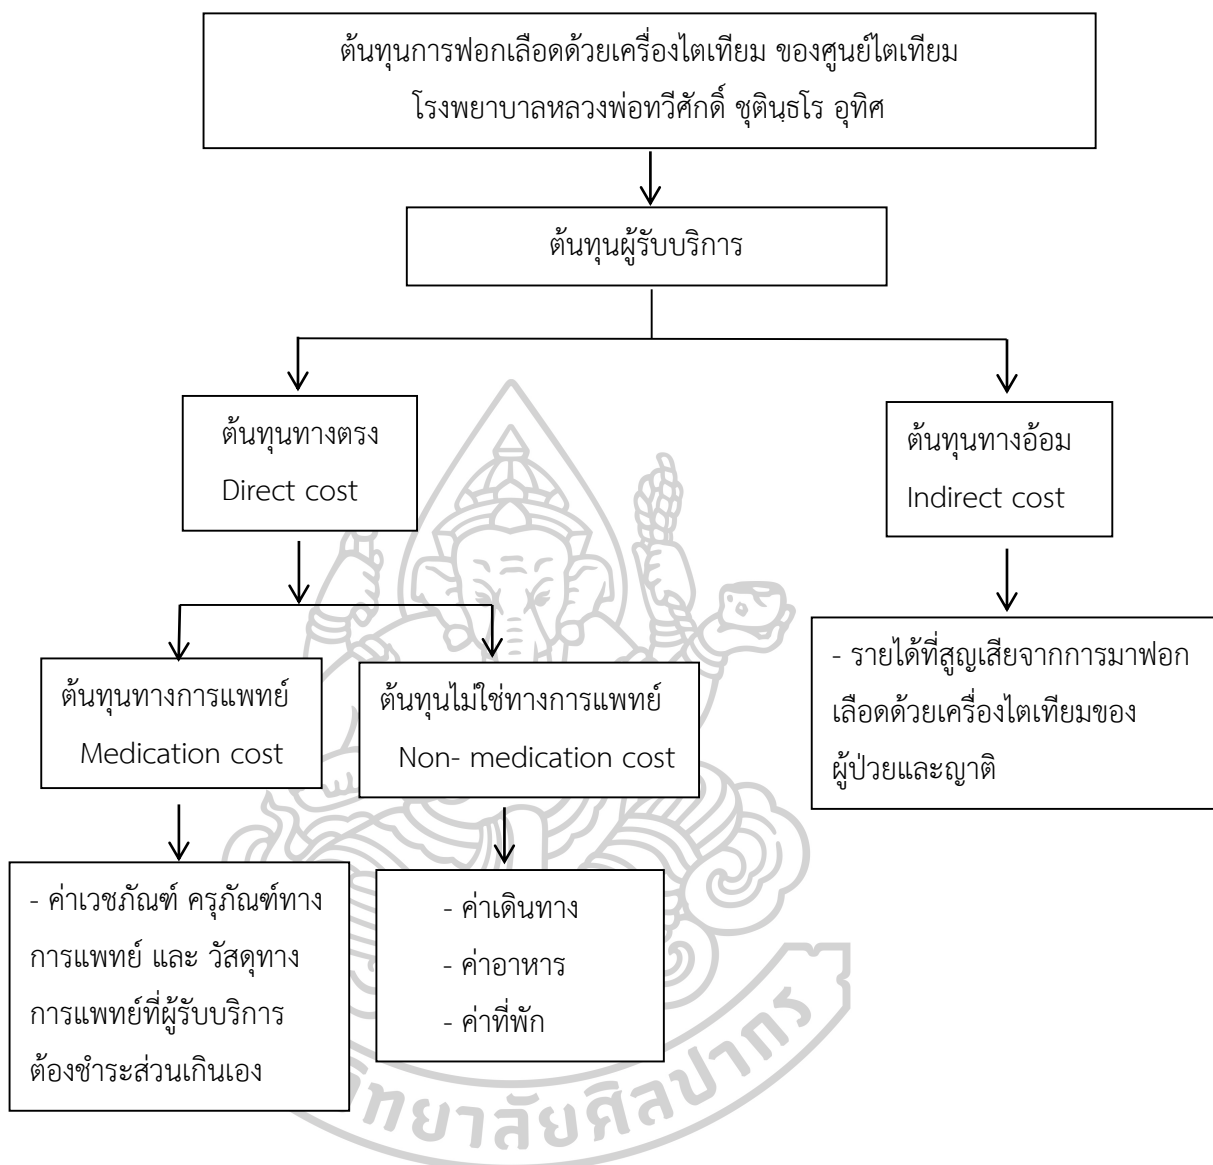 ต้นทุนการฟอกเลือดด้วยเครื่องไตเทียม ของศูนย์ไตเทียม
โรงพยาบาลหลวงพ่อทวีศักดิ์ ชุตินฺธโร อุทิศ
ต้นทุนผู้รับบริการ
ต้นทุนทางตรง
Direct cost
ต้นทุนทางอ้อม
Indirect cost
ต้นทุนทางการแพทย์
Medication cost
ต้นทุนไม่ใช่ทางการแพทย์
Non- medication cost
- รายได้ที่สูญเสียจากการมาฟอก
เลือดด้วยเครื่องไตเทียมของ
ผู้ป่วยและญาติ
- ค่าเวชภัณฑ์ ครุภัณฑ์ทาง
การแพทย์ และ วัสดุทาง
การแพทย์ที่ผู้รับบริการ
ต้องชำระส่วนเกินเอง
- ค่าเดินทาง
- ค่าอาหาร
- ค่าที่พัก
วิทยาลัยศิลปากร